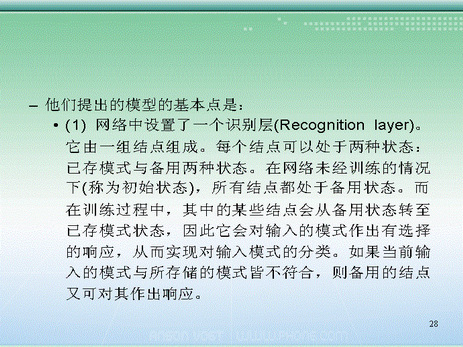 – 他们提出的模型的基本点是：
• (1) 网络中设置了一个识别层(Recognition layer)。
它由一组结点组成。每个结点可以处于两种状态：
已存模式与备用两种状态。在网络未经训练的情况
下(称为初始状态)，所有结点都处于备用状态。而
在训练过程中，其中的某些结点会从备用状态转至
已存模式状态，因此它会对输入的模式作出有选择
的响应，从而实现对输入模式的分类。如果当前输
入的模式与所存储的模式皆不符合，则备用的结点
又可对其作出响应。
28